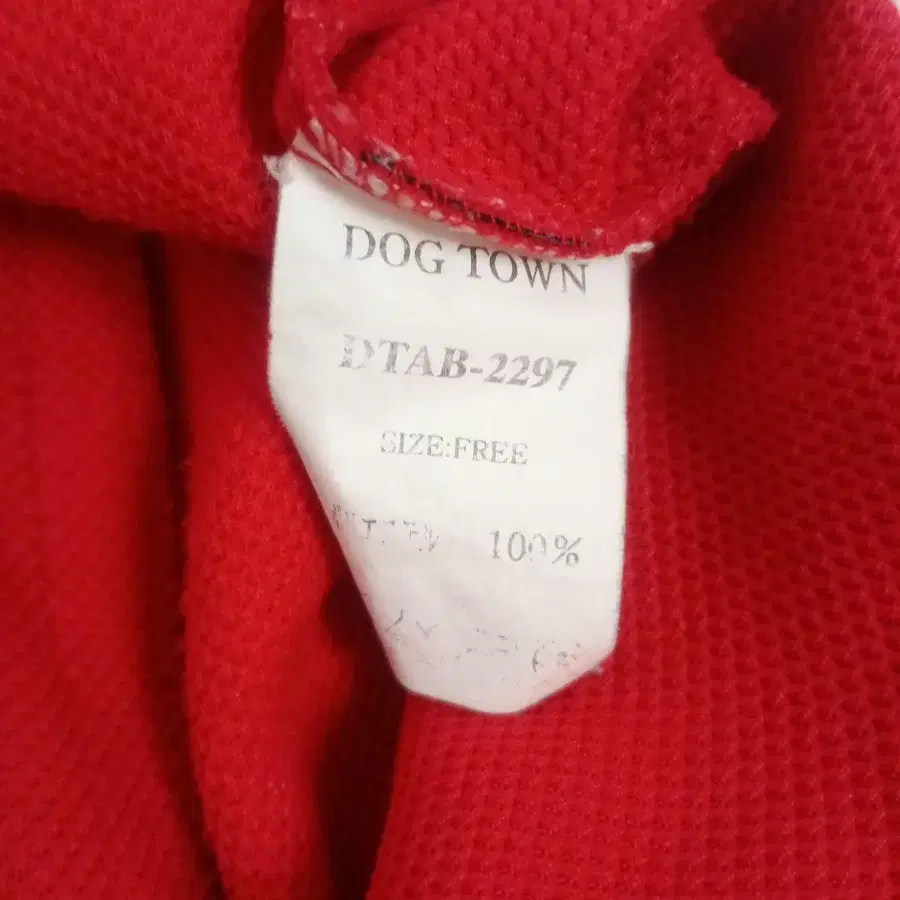 DOG TOWN
DTAB-2297
SIZE:FREE
100%